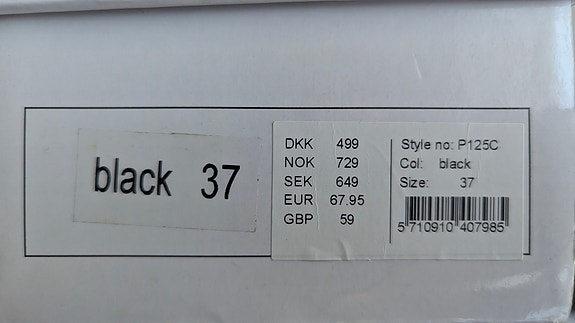 black 37
DKK 499
NOK 729
SEK 649
EUR 67.95
GBP 59
Style no: P125C
Col: black
Size: 37
5 710910 407985